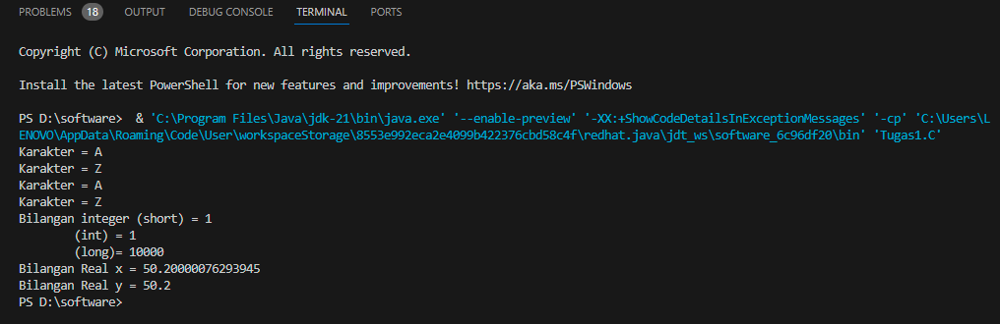 PROBLEMS 18 OUTPUT DEBUG CONSOLE TERMINAL PORTS
Copyright (C) Microsoft Corporation. All rights reserved.
Install the latest PowerShell for new features and improvements! https://aka.ms/PSWindows
PS D:\software>  & 'C:\Program Files\Java\jdk-21\bin\java.exe' '--enable-preview' '-XX:+ShowCodeDetailsInExceptionMessages' '-cp' 'C:\Users\L
ENOVO\AppData\Roaming\Code\User\workspaceStorage\8553e992eca2e4099b422376cbd58c4f\redhat.java\jdt_ws\software_6c96df20\bin' 'Tugas1.C'
Karakter = A
Karakter = Z
Karakter = A
Karakter = Z
Bilangan integer (short) = 1
        (int) = 1
        (long)= 10000
Bilangan Real x = 50.20000076293945
Bilangan Real y = 50.2
PS D:\software>